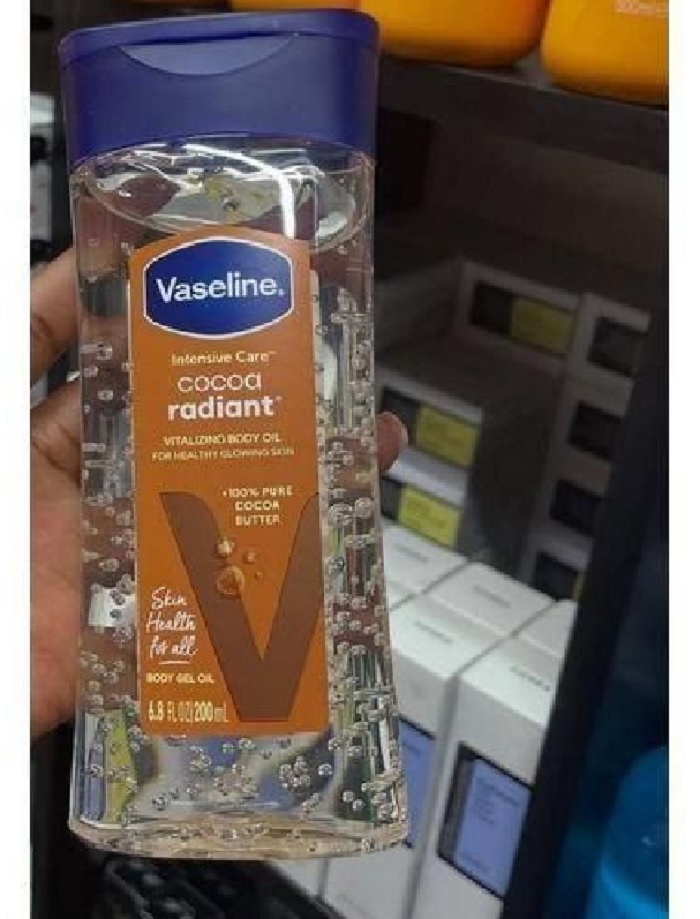 Vaseline.
Intensive Care™
cocoa
radiant®
VITALIZING BODY OIL
FOR HEALTHY GLOWING SKIN
+100% PURE
COCOA
BUTTER
Skin
Health
for all
BODY GEL OIL
6.8 FL OZ|200mL